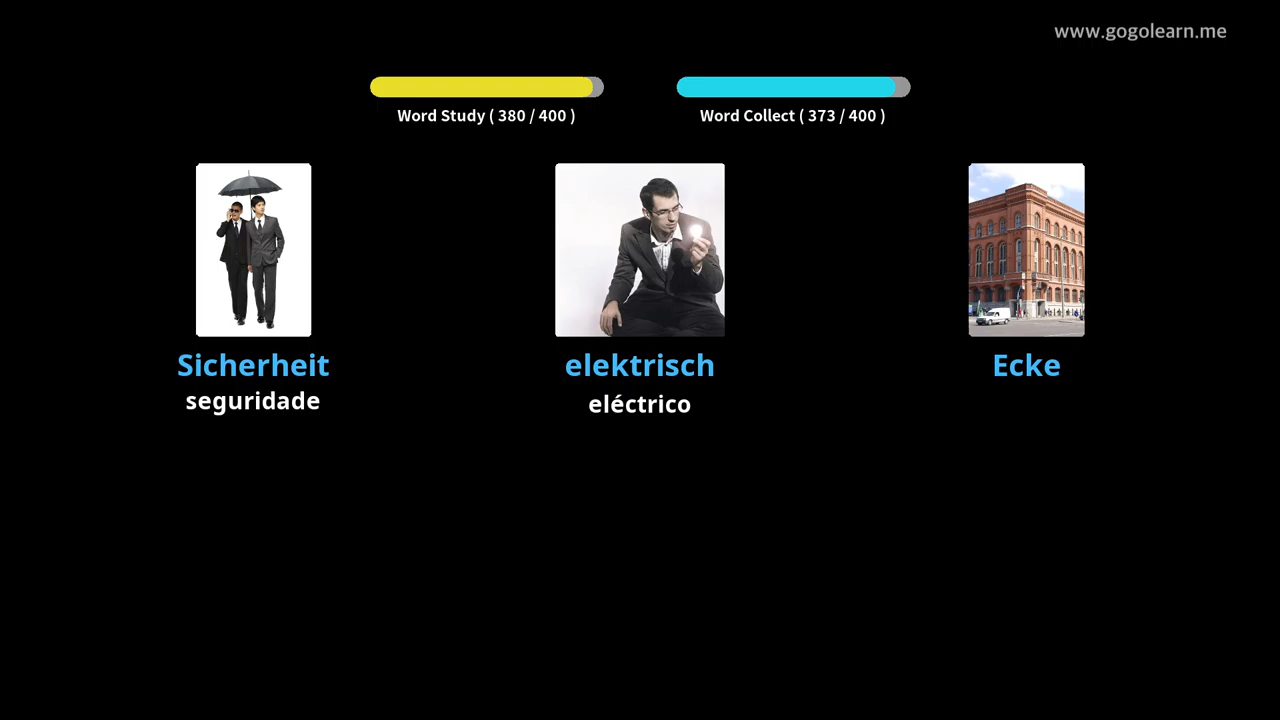 www.gogolearn.me
Word Study ( 380 / 400 )
Word Collect ( 373 / 400 )
Sicherheit
seguridade
elektrisch
eléctrico
Ecke